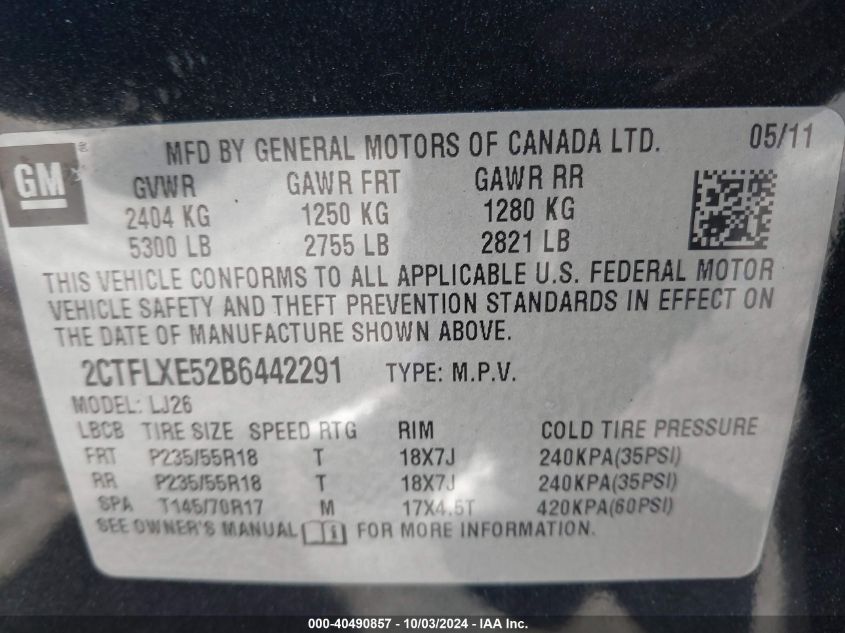 GM®
MFD BY GENERAL MOTORS OF CANADA LTD. 05/11
GVWR GAWR FRT GAWR RR
2404 KG 1250 KG 1280 KG
5300 LB 2755 LB 2821 LB
THIS VEHICLE CONFORMS TO ALL APPLICABLE U.S. FEDERAL MOTOR
VEHICLE SAFETY AND THEFT PREVENTION STANDARDS IN EFFECT ON
THE DATE OF MANUFACTURE SHOWN ABOVE.
2CTFLXE52B6442291 TYPE: M.P.V.
MODEL: LJ26
LBCB TIRE SIZE SPEED RTG RIM COLD TIRE PRESSURE
FRT P235/55R18 T 18X7J 240KPA(35PSI)
RR P235/55R18 T 18X7J 240KPA(35PSI)
SPA T145/70R17 M 17X4.5T 420KPA(60PSI)
SEE OWNER'S MANUAL FOR MORE INFORMATION.
000-40490857 - 10/03/2024 - IAA Inc.